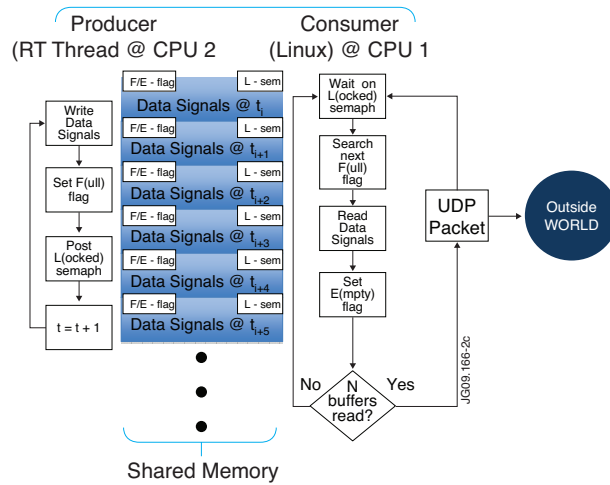 Producer
(RT Thread @ CPU 2
Consumer
(Linux) @ CPU 1
Write
Data
Signals
Set F(ull)
flag
Post
L(ocked)
semaph
t = t + 1
F/E - flag
L - sem
Data Signals @ ti
F/E - flag
L - sem
Data Signals @ ti+1
F/E - flag
L - sem
Data Signals @ ti+2
F/E - flag
L - sem
Data Signals @ ti+3
F/E - flag
L - sem
Data Signals @ ti+4
F/E - flag
L - sem
Data Signals @ ti+5
Shared Memory
Wait on
L(ocked)
semaph
Search
next
F(ull)
flag
Read
Data
Signals
Set
E(mpty)
flag
No
N
buffers
read?
Yes
UDP
Packet
Outside
WORLD
JG09.166-2c